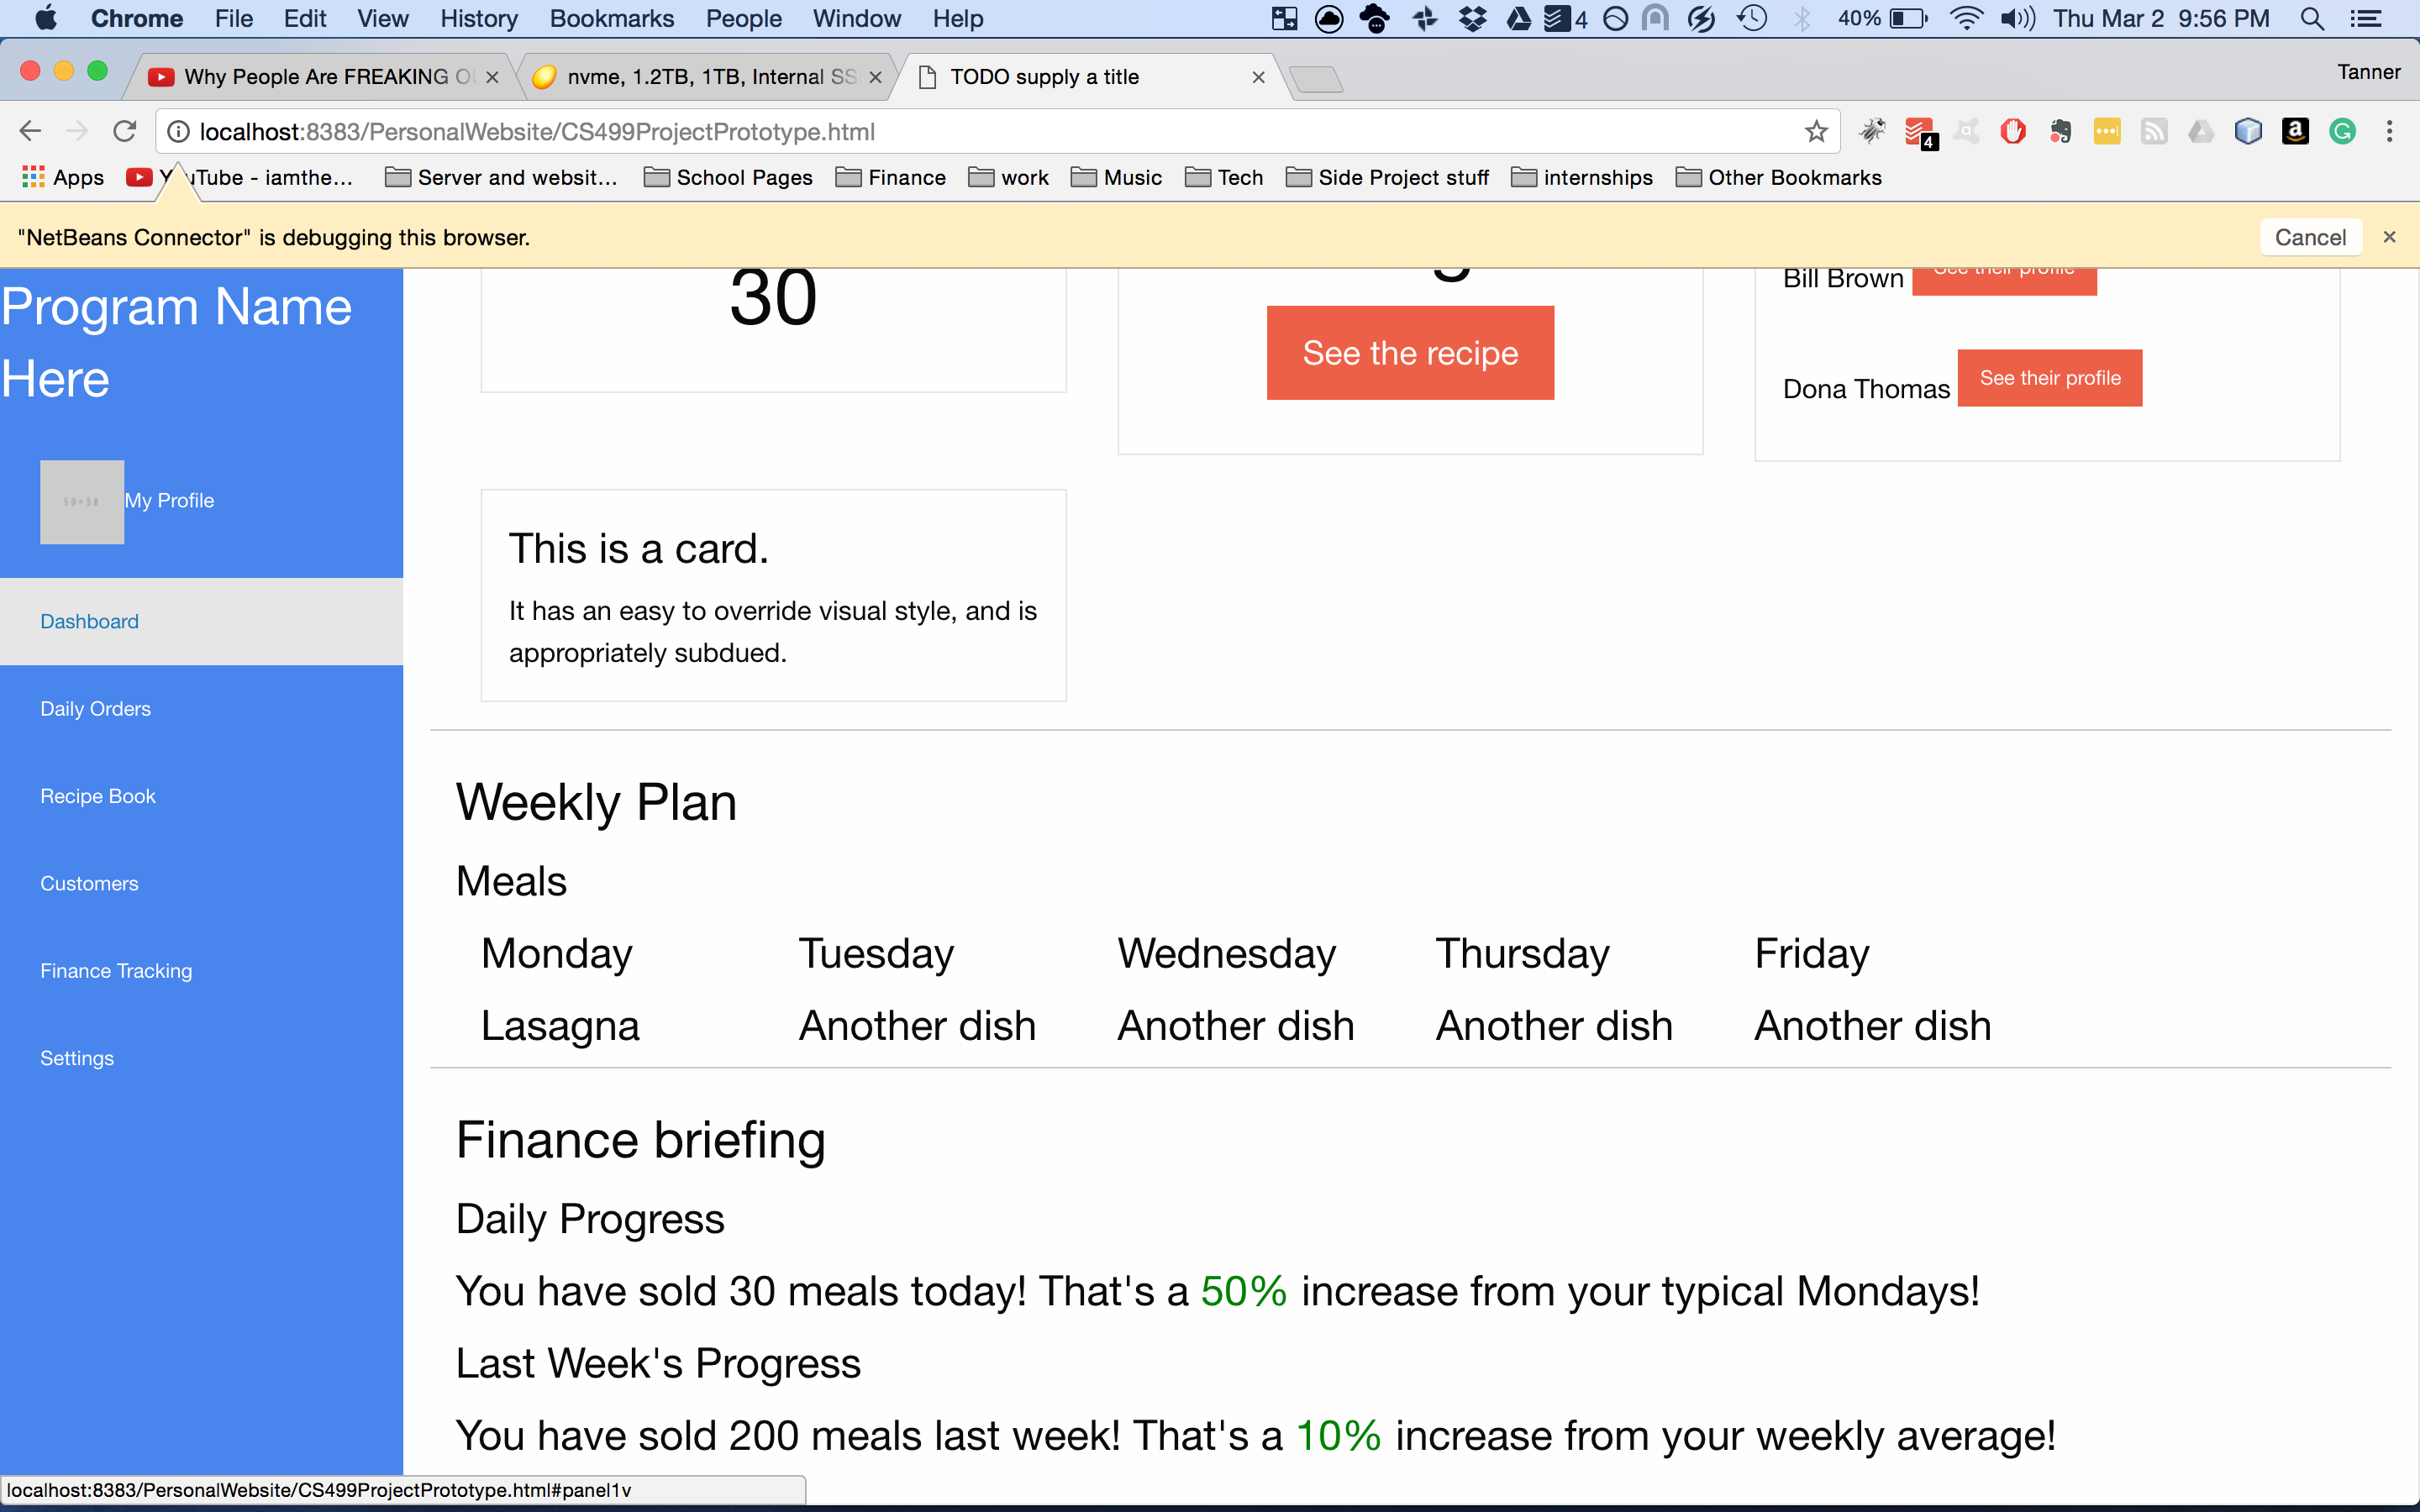 Chrome File Edit View History Bookmarks People Window Help 4 40% Thu Mar 2 9:56 PM
Why People Are FREAKING O nvme, 1.2TB, 1TB, Internal SS TODO supply a title Tanner
localhost:8383/PersonalWebsite/CS499ProjectPrototype.html 4
Apps YouTube - iamthe... Server and websit... School Pages Finance work Music Tech Side Project stuff internships Other Bookmarks
"NetBeans Connector" is debugging this browser. Cancel
Program Name
Here
My Profile
Dashboard
Daily Orders
Recipe Book
Customers
Finance Tracking
Settings
30
See the recipe
Bill Brown See their profile
Dona Thomas See their profile
This is a card.
It has an easy to override visual style, and is
appropriately subdued.
Weekly Plan
Meals
Monday Tuesday Wednesday Thursday Friday
Lasagna Another dish Another dish Another dish Another dish
Finance briefing
Daily Progress
You have sold 30 meals today! That's a 50% increase from your typical Mondays!
Last Week's Progress
You have sold 200 meals last week! That's a 10% increase from your weekly average!
localhost:8383/PersonalWebsite/CS499ProjectPrototype.html#panel1v